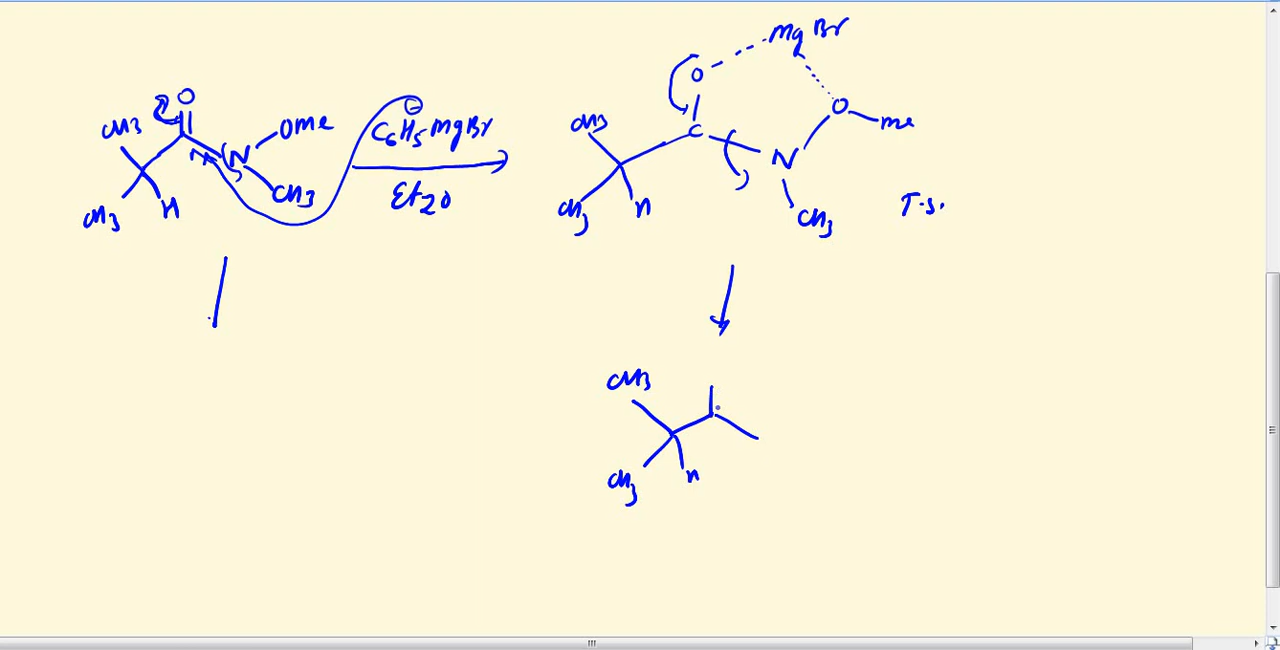 O
CH3
OMe
N
CH3
CH3
H
⊖
C6H5MgBr
Et2O
MgBr
O
O
Me
C
N
CH3
CH3
H
CH3
T.S.
CH3
CH3
H